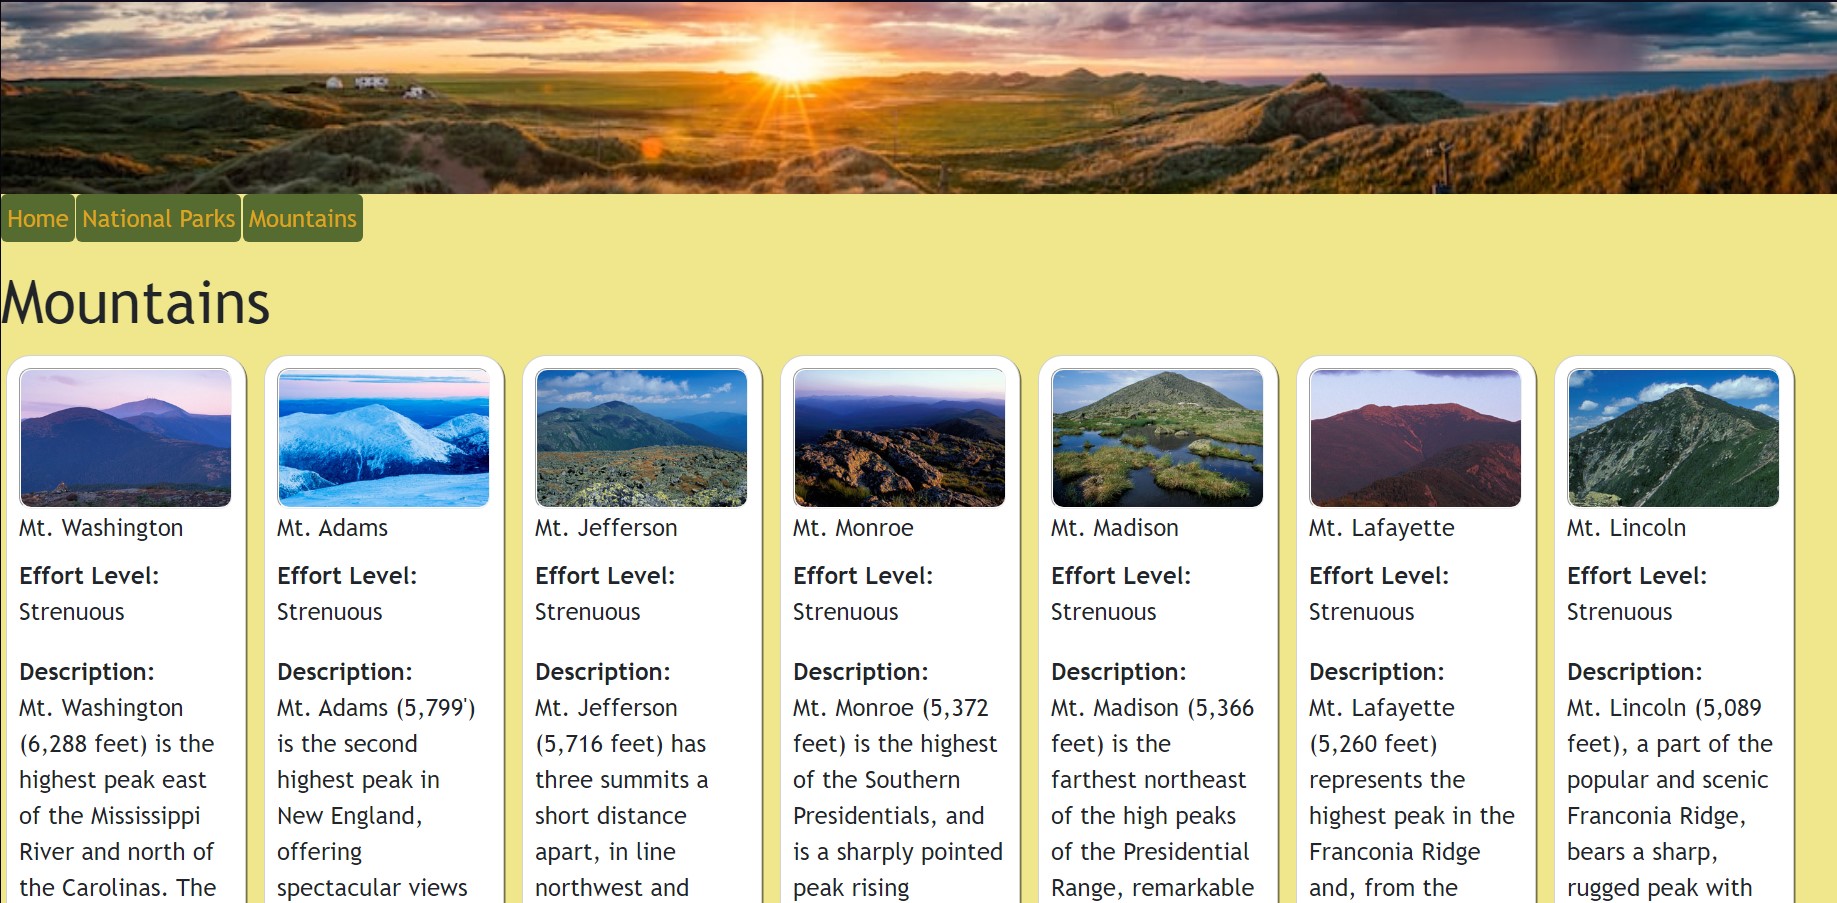 Home National Parks Mountains
Mountains
Mt. Washington
Effort Level:
Strenuous
Description:
Mt. Washington
(6,288 feet) is the
highest peak east
of the Mississippi
River and north of
the Carolinas. The
Mt. Adams
Effort Level:
Strenuous
Description:
Mt. Adams (5,799')
is the second
highest peak in
New England,
offering
spectacular views
Mt. Jefferson
Effort Level:
Strenuous
Description:
Mt. Jefferson
(5,716 feet) has
three summits a
short distance
apart, in line
northwest and
Mt. Monroe
Effort Level:
Strenuous
Description:
Mt. Monroe (5,372
feet) is the highest
of the Southern
Presidentials, and
is a sharply pointed
peak rising
Mt. Madison
Effort Level:
Strenuous
Description:
Mt. Madison (5,366
feet) is the
farthest northeast
of the high peaks
of the Presidential
Range, remarkable
Mt. Lafayette
Effort Level:
Strenuous
Description:
Mt. Lafayette
(5,260 feet)
represents the
highest peak in the
Franconia Ridge
and, from the
Mt. Lincoln
Effort Level:
Strenuous
Description:
Mt. Lincoln (5,089
feet), a part of the
popular and scenic
Franconia Ridge,
bears a sharp,
rugged peak with